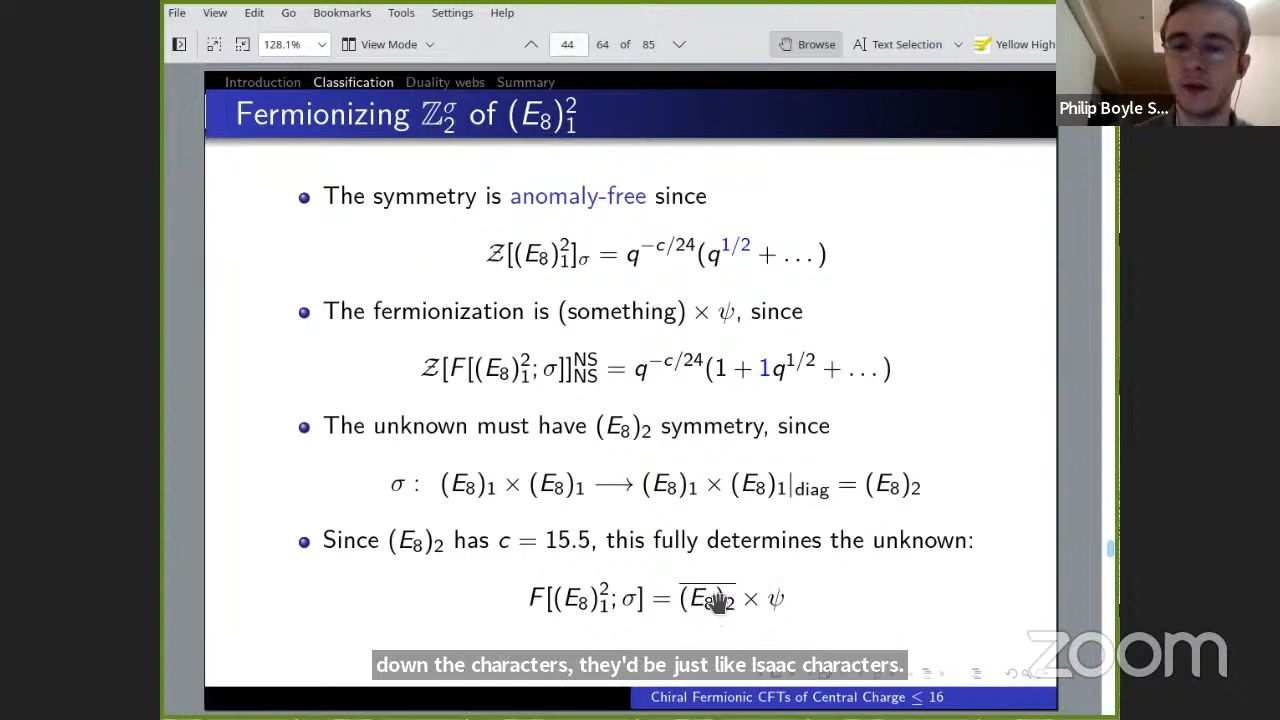 File View Edit Go Bookmarks Tools Settings Help
128.1% View Mode 44 64 of 85 Browse Text Selection Yellow High
Philip Boyle S...
Introduction Classification Duality webs Summary
Fermionizing ℤ₂^σ of (E₈)₁²
The symmetry is anomaly-free since
𝒵[(E₈)₁²]_σ = q^{−c/24}(q^{1/2} + ...)
The fermionization is (something) × ψ, since
𝒵[F[(E₈)₁²; σ]]^{NS}_{NS} = q^{−c/24}(1 + 1q^{1/2} + ...)
The unknown must have (E₈)₂ symmetry, since
σ : (E₈)₁ × (E₈)₁ ⟶ (E₈)₁ × (E₈)₁|_{diag} = (E₈)₂
Since (E₈)₂ has c = 15.5, this fully determines the unknown:
F[(E₈)₁²; σ] = \overline{(E₈)₂} × ψ
down the characters, they'd be just like Isaac characters.
zoom
Chiral Fermionic CFTs of Central Charge ≤ 16